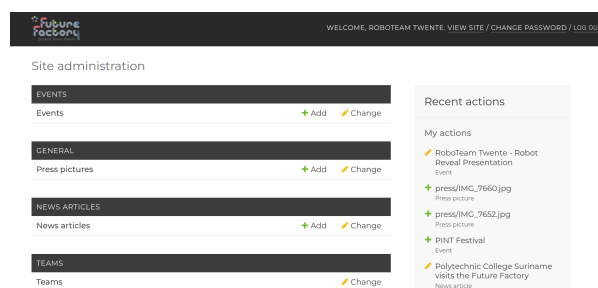 Future
Factory
WELCOME, ROBOTEAM TWENTE. VIEW SITE / CHANGE PASSWORD / LOG OU
Site administration
EVENTS
Events + Add Change
GENERAL
Press pictures + Add Change
NEWS ARTICLES
News articles + Add Change
TEAMS
Teams Change
Recent actions
My actions
RoboTeam Twente - Robot
Reveal Presentation
Event
+ press/IMG_7660.jpg
Press picture
+ press/IMG_7652.jpg
Press picture
+ PINT Festival
Event
Polytechnic College Suriname
visits the Future Factory
News article